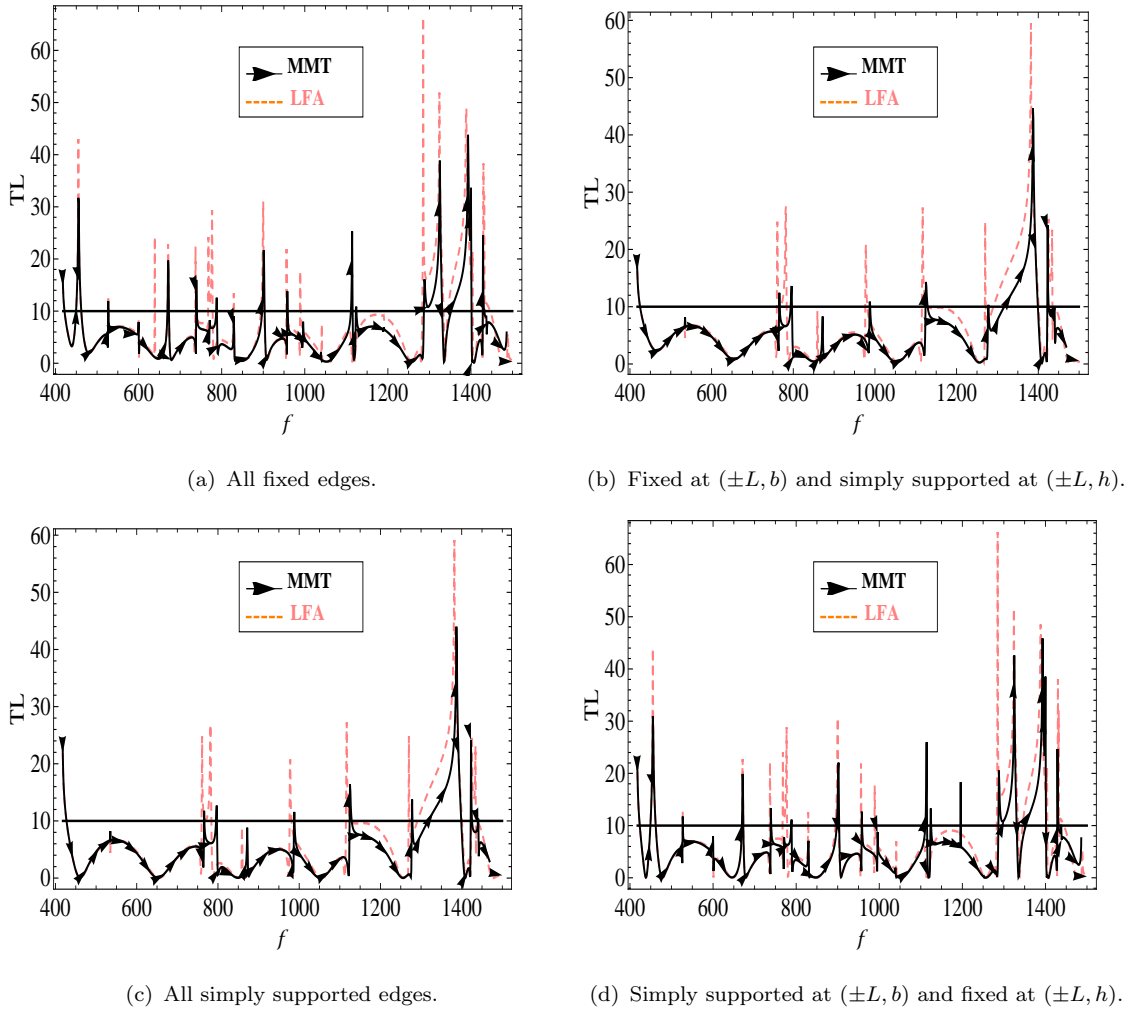 60
50
40
30
20
10
0
TL
400
600
800
1000
1200
1400
f
MMT
LFA
(a) All fixed edges.
60
50
40
30
20
10
0
TL
400
600
800
1000
1200
1400
f
MMT
LFA
(b) Fixed at (±L, b) and simply supported at (±L, h).
60
50
40
30
20
10
0
TL
400
600
800
1000
1200
1400
f
MMT
LFA
(c) All simply supported edges.
60
50
40
30
20
10
0
TL
400
600
800
1000
1200
1400
f
MMT
LFA
(d) Simply supported at (±L, b) and fixed at (±L, h).